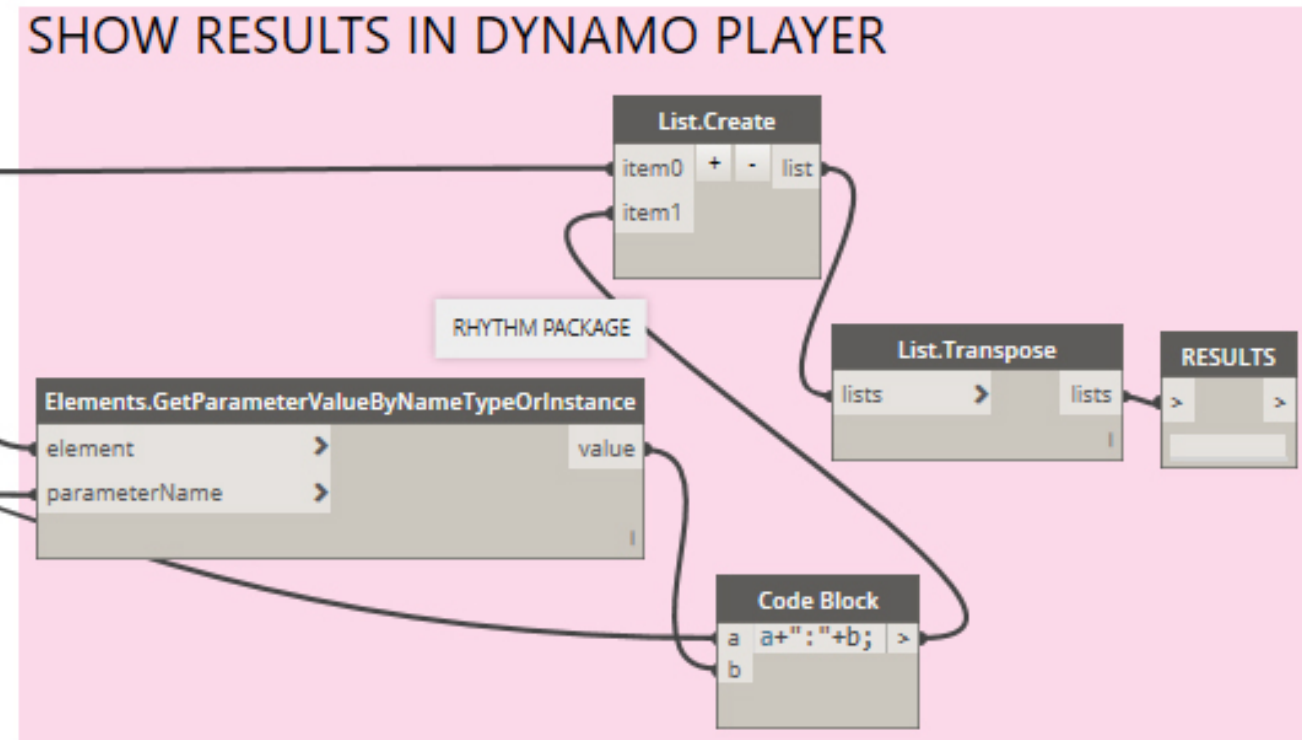 SHOW RESULTS IN DYNAMO PLAYER
List.Create
item0 + - list
item1
RHYTHM PACKAGE
List.Transpose
lists > lists
RESULTS
> >
Elements.GetParameterValueByNameTypeOrInstance
element > value
parameterName >
Code Block
a a+":"+b; >
b